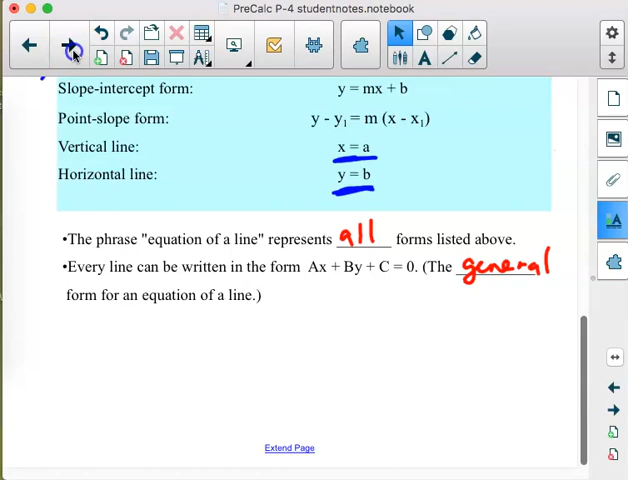 PreCalc P-4 studentnotes.notebook
Slope-intercept form: y = mx + b
Point-slope form: y - y₁ = m (x - x₁)
Vertical line: x = a
Horizontal line: y = b
•The phrase "equation of a line" represents all forms listed above.
•Every line can be written in the form Ax + By + C = 0. (The general
form for an equation of a line.)
Extend Page